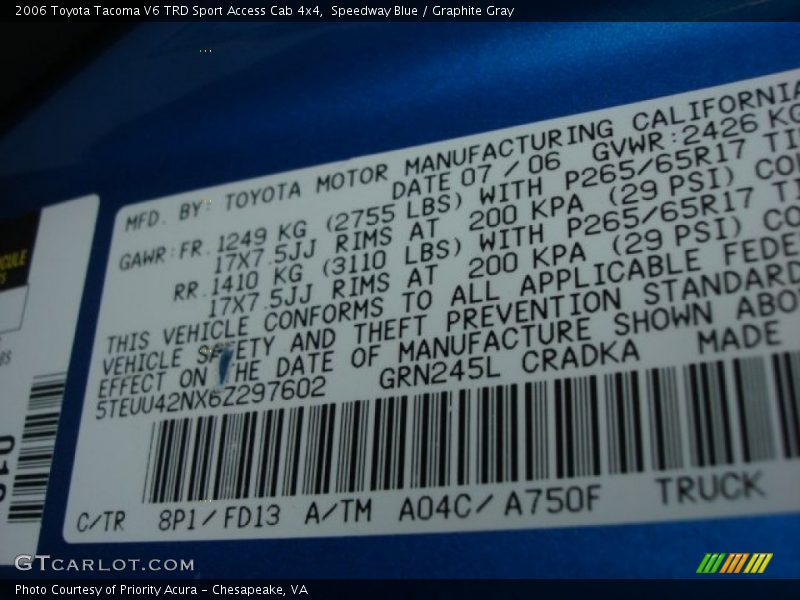 2006 Toyota Tacoma V6 TRD Sport Access Cab 4x4,  Speedway Blue / Graphite Gray
MFD. BY: TOYOTA MOTOR MANUFACTURING CALIFORNIA
DATE 07/06 GVWR:2426 KG
GAWR:FR. 1249 KG (2755 LBS) WITH P265/65R17 TI
17X7.5JJ RIMS AT 200 KPA (29 PSI) CO
RR. 1410 KG (3110 LBS) WITH P265/65R17 TI
17X7.5JJ RIMS AT 200 KPA (29 PSI) CO
THIS VEHICLE CONFORMS TO ALL APPLICABLE FEDE
VEHICLE SAFETY AND THEFT PREVENTION STANDARD
EFFECT ON THE DATE OF MANUFACTURE SHOWN ABO
5TEUU42NX6Z297602 GRN245L CRADKA MADE
C/TR 8P1/FD13 A/TM A04C/A750F TRUCK
GTCARLOT.COM
Photo Courtesy of Priority Acura - Chesapeake, VA